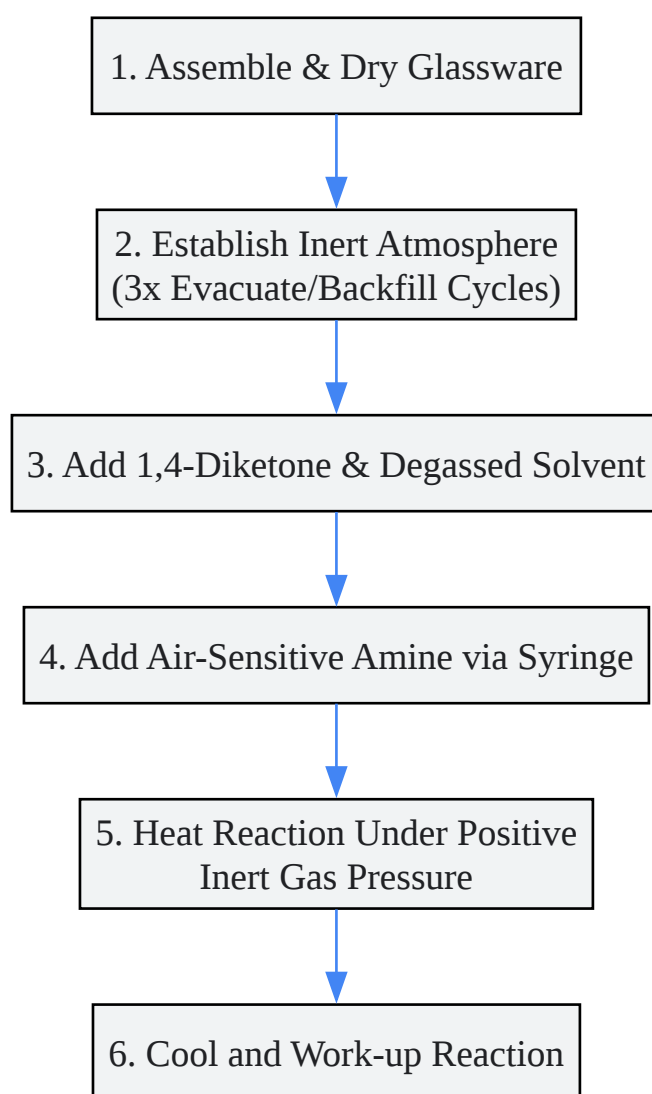 1. Assemble & Dry Glassware
2. Establish Inert Atmosphere
(3x Evacuate/Backfill Cycles)
3. Add 1,4-Diketone & Degassed Solvent
4. Add Air-Sensitive Amine via Syringe
5. Heat Reaction Under Positive
Inert Gas Pressure
6. Cool and Work-up Reaction